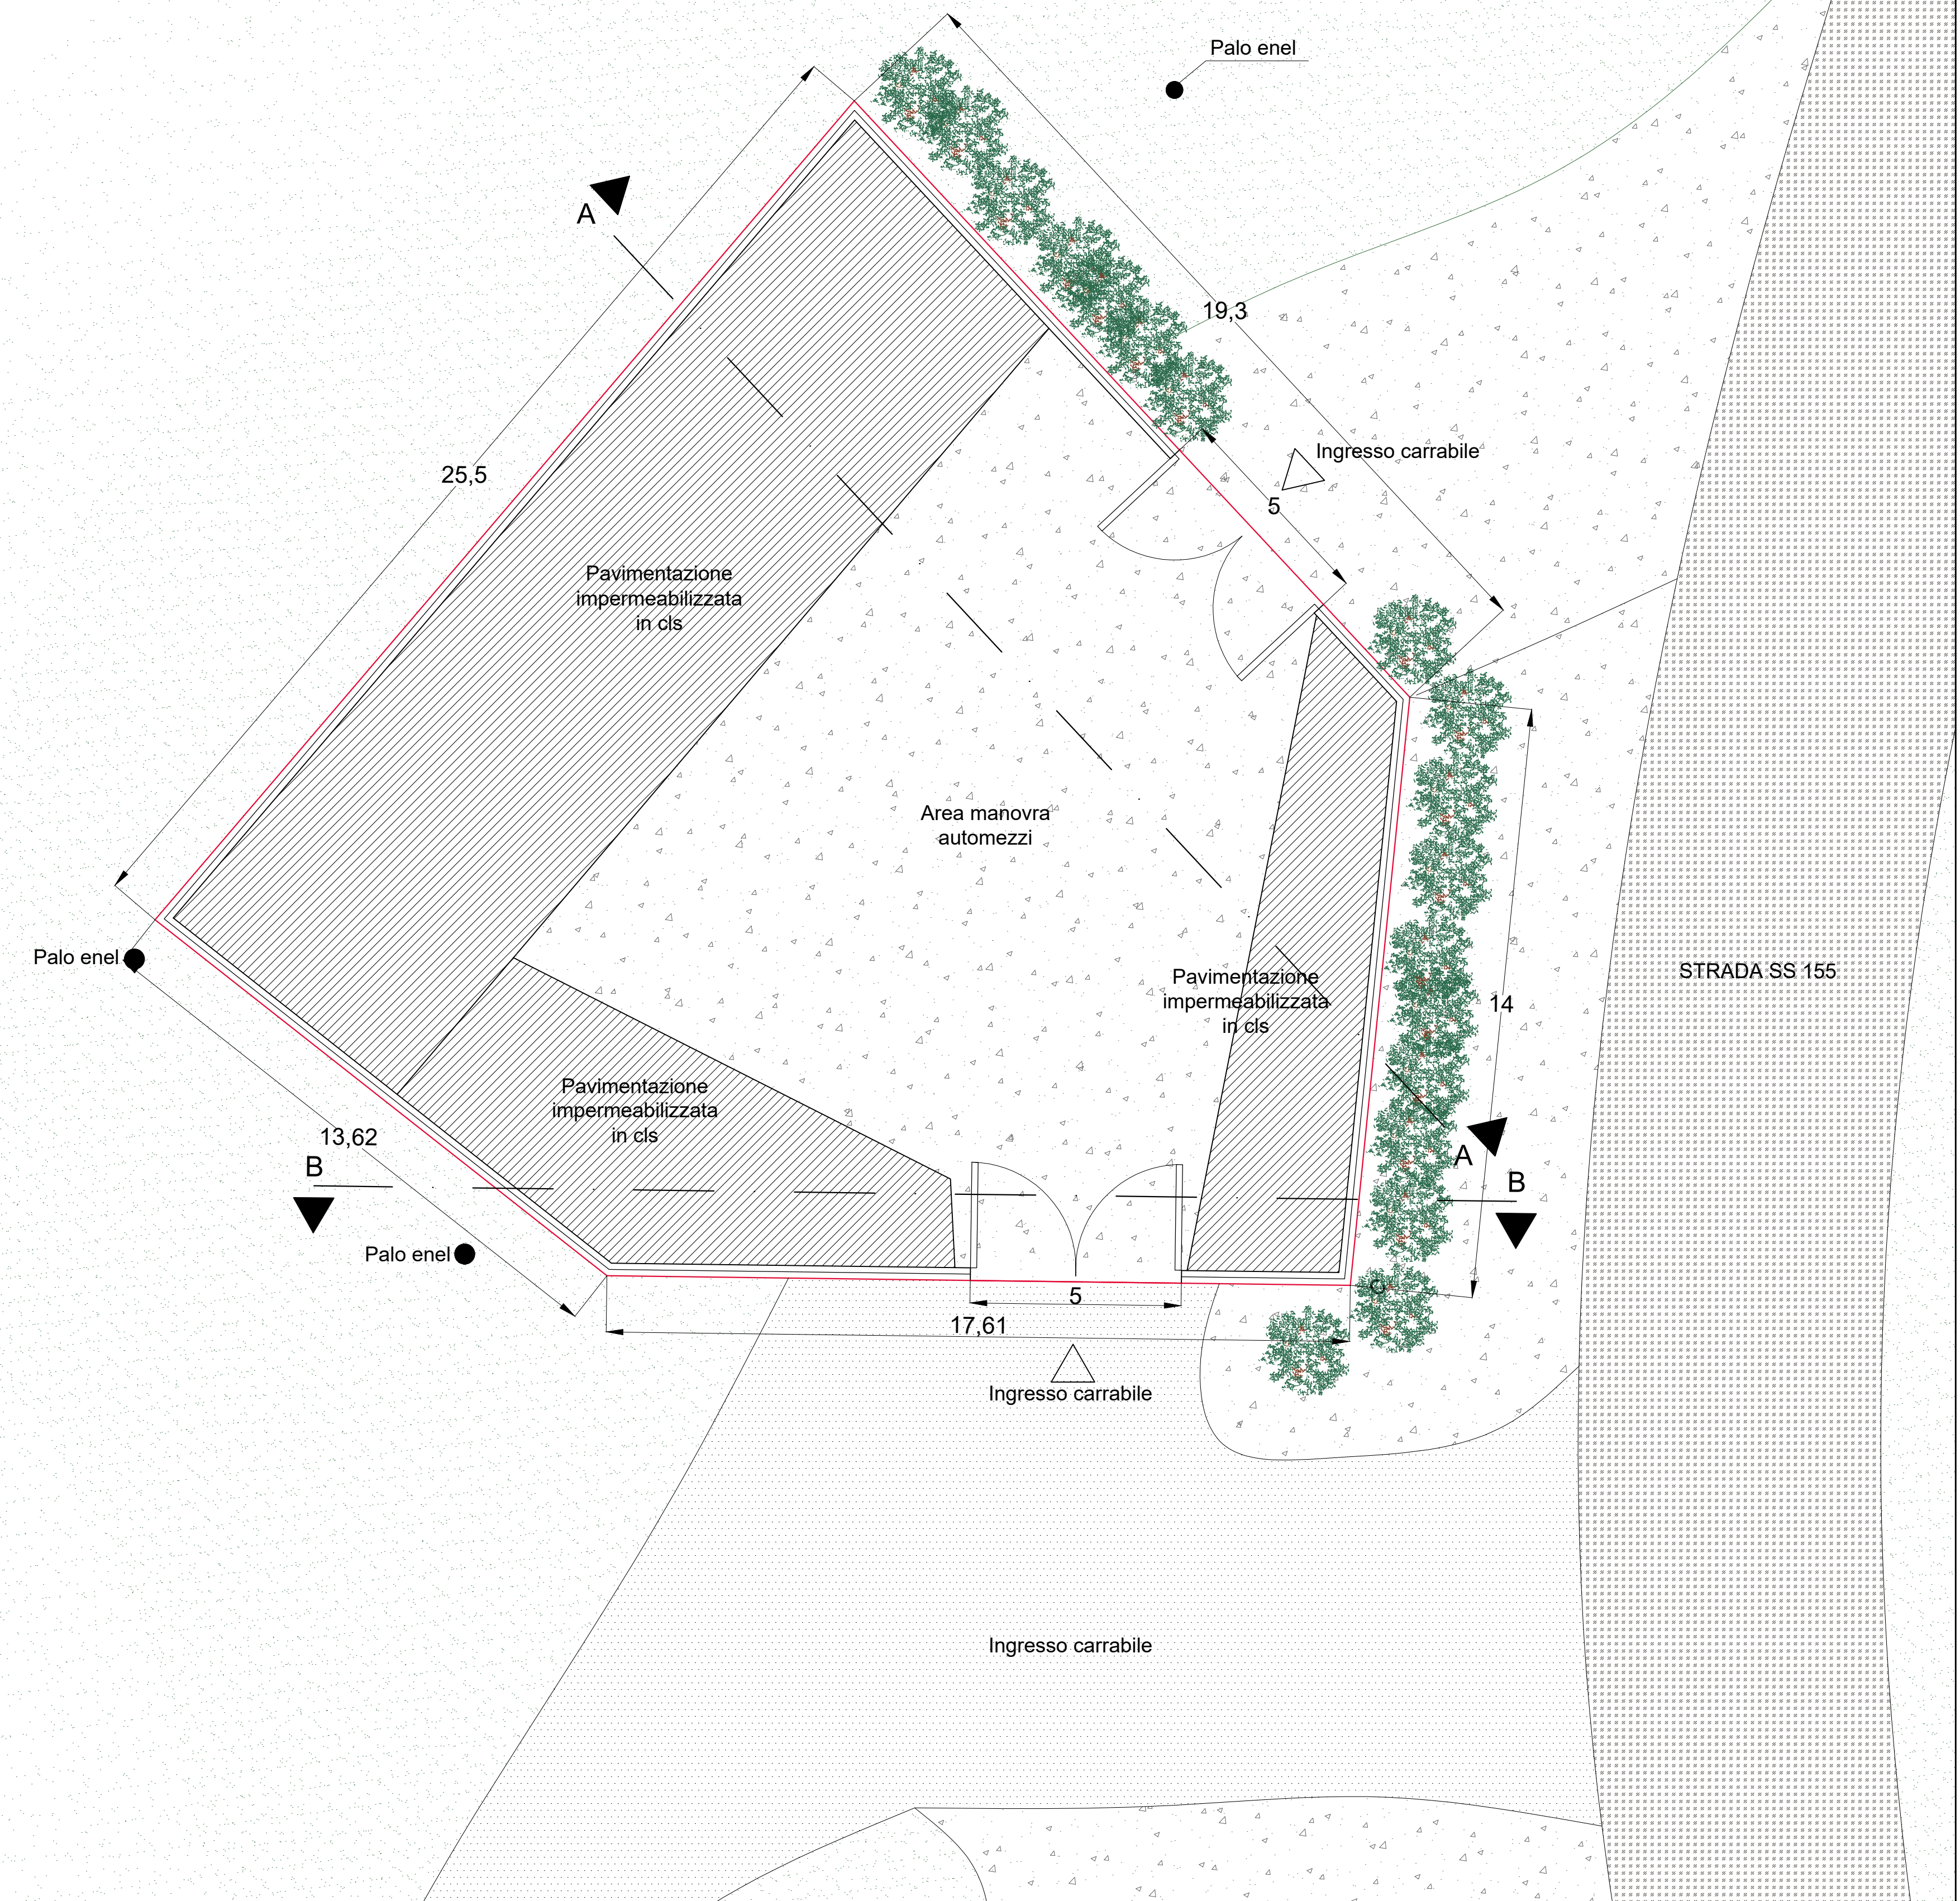 Palo enel
A
19,3
25,5
Ingresso carrabile
5
Pavimentazione
impermeabilizzata
in cls
Area manovra
automezzi
Palo enel
STRADA SS 155
Pavimentazione
impermeabilizzata
in cls
14
Pavimentazione
impermeabilizzata
in cls
13,62
B
A
B
Palo enel
5
17,61
Ingresso carrabile
Ingresso carrabile